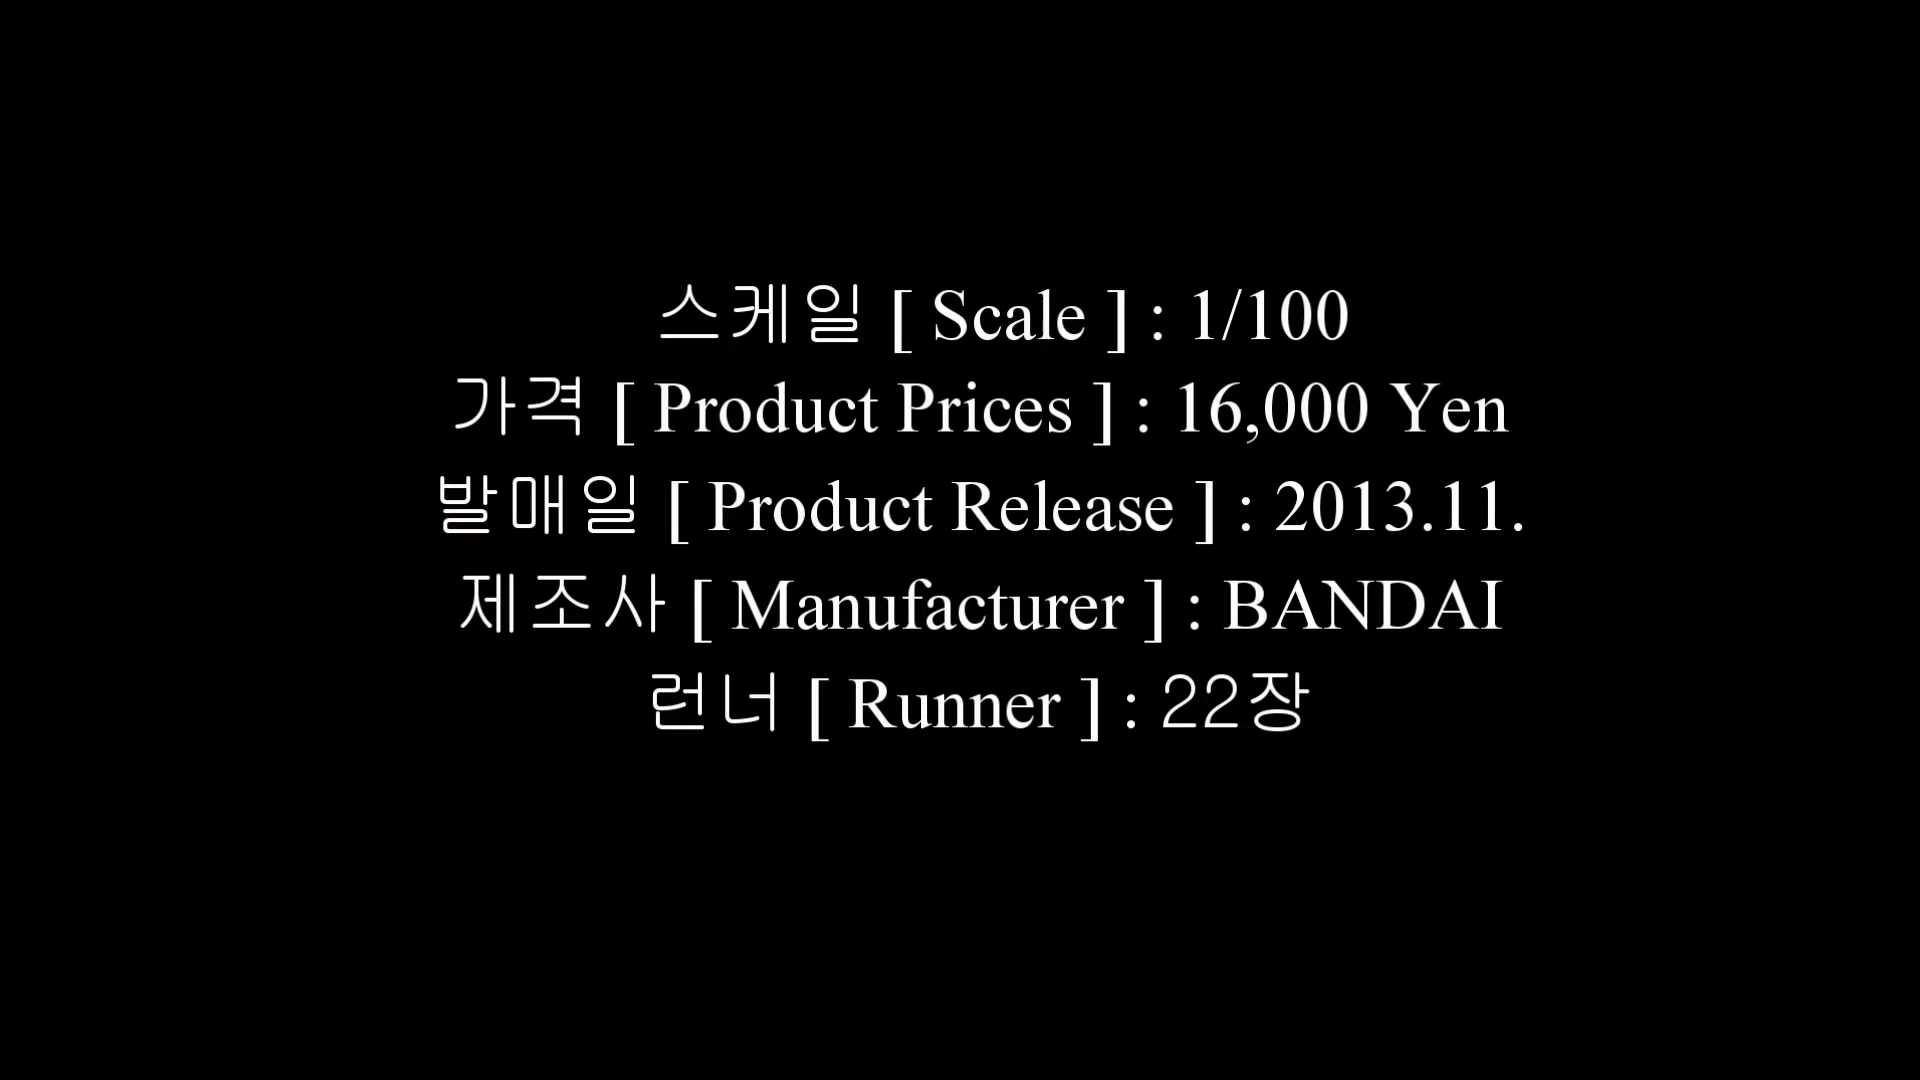 스케일 [ Scale ] : 1/100
가격 [ Product Prices ] : 16,000 Yen
발매일 [ Product Release ] : 2013.11.
제조사 [ Manufacturer ] : BANDAI
런너 [ Runner ] : 22장